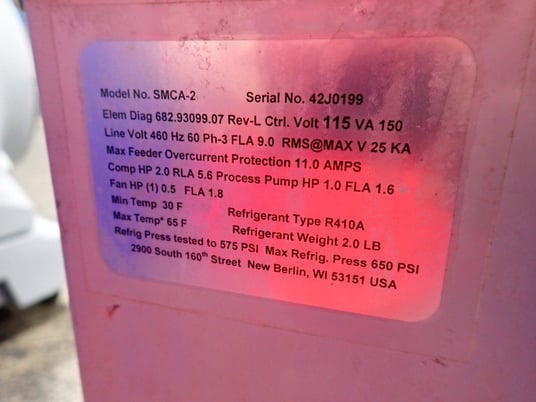 Model No. SMCA-2 Serial No. 42J0199
Elem Diag 682.93099.07 Rev-L Ctrl. Volt 115 VA 150
Line Volt 460 Hz 60 Ph-3 FLA 9.0 RMS@MAX V 25 KA
Max Feeder Overcurrent Protection 11.0 AMPS
Comp HP 2.0 RLA 5.6 Process Pump HP 1.0 FLA 1.6
Fan HP (1) 0.5 FLA 1.8
Min Temp 30 F Refrigerant Type R410A
Max Temp* 65 F Refrigerant Weight 2.0 LB
Refrig Press tested to 575 PSI Max Refrig. Press 650 PSI
2900 South 160th Street New Berlin, WI 53151 USA